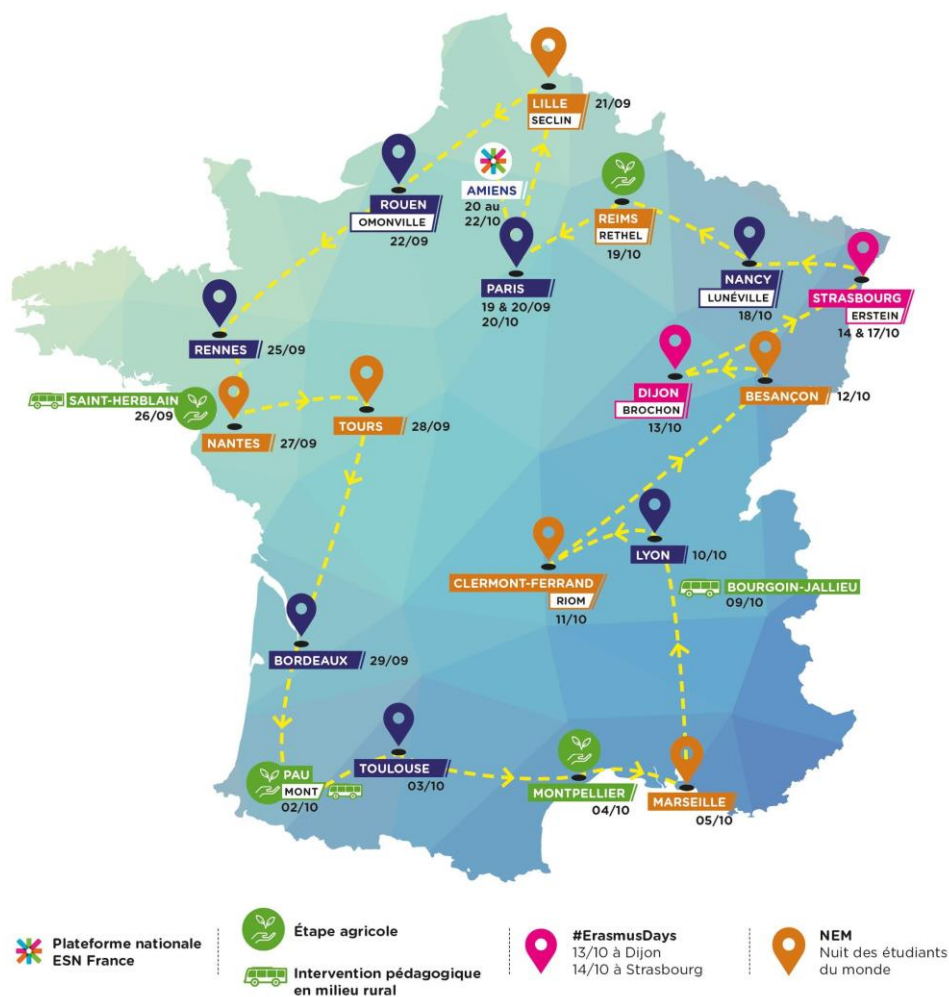 LILLE 21/09
SECLIN
ROUEN
OMONVILLE
22/09
AMIENS
20 au
22/10
REIMS
RETHEL
19/10
PARIS
19 & 20/09
20/10
NANCY
LUNÉVILLE
18/10
STRASBOURG
ERSTEIN
14 & 17/10
RENNES 25/09
SAINT-HERBLAIN
26/09
NANTES 27/09
TOURS 28/09
DIJON
BROCHON
13/10
BESANÇON 12/10
LYON 10/10
CLERMONT-FERRAND
RIOM
11/10
BOURGOIN-JALLIEU
09/10
BORDEAUX 29/09
PAU
MONT
02/10
TOULOUSE
03/10
MONTPELLIER
04/10
MARSEILLE
05/10
Plateforme nationale
ESN France
Étape agricole
Intervention pédagogique
en milieu rural
#ErasmusDays
13/10 à Dijon
14/10 à Strasbourg
NEM
Nuit des étudiants
du monde